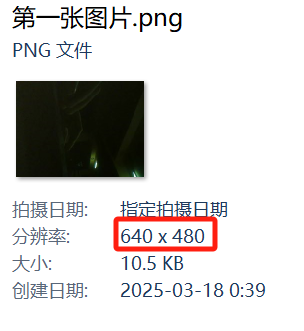 第一张图片.png
PNG 文件
拍摄日期: 指定拍摄日期
分辨率: 640 x 480
大小: 10.5 KB
创建日期: 2025-03-18 0:39